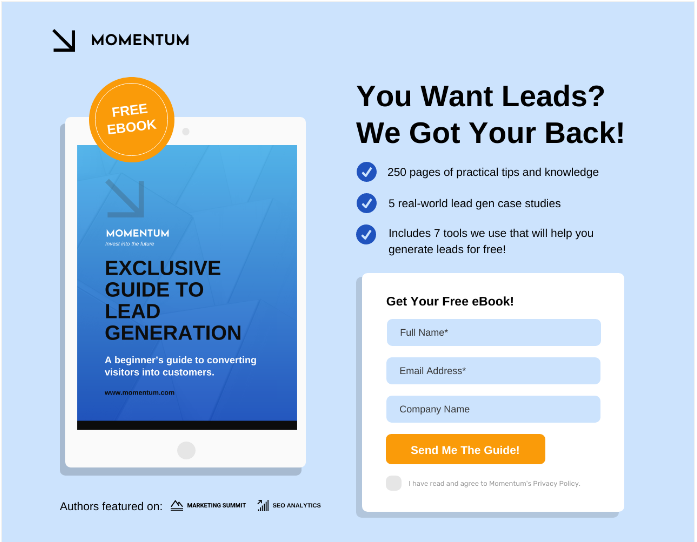 MOMENTUM
FREE
EBOOK
MOMENTUM
Invest into the future
EXCLUSIVE
GUIDE TO
LEAD
GENERATION
A beginner's guide to converting
visitors into customers.
www.momentum.com
Authors featured on:
MARKETING SUMMIT
SEO ANALYTICS
You Want Leads?
We Got Your Back!
250 pages of practical tips and knowledge
5 real-world lead gen case studies
Includes 7 tools we use that will help you
generate leads for free!
Get Your Free eBook!
Full Name*
Email Address*
Company Name
Send Me The Guide!
I have read and agree to Momentum's Privacy Policy.